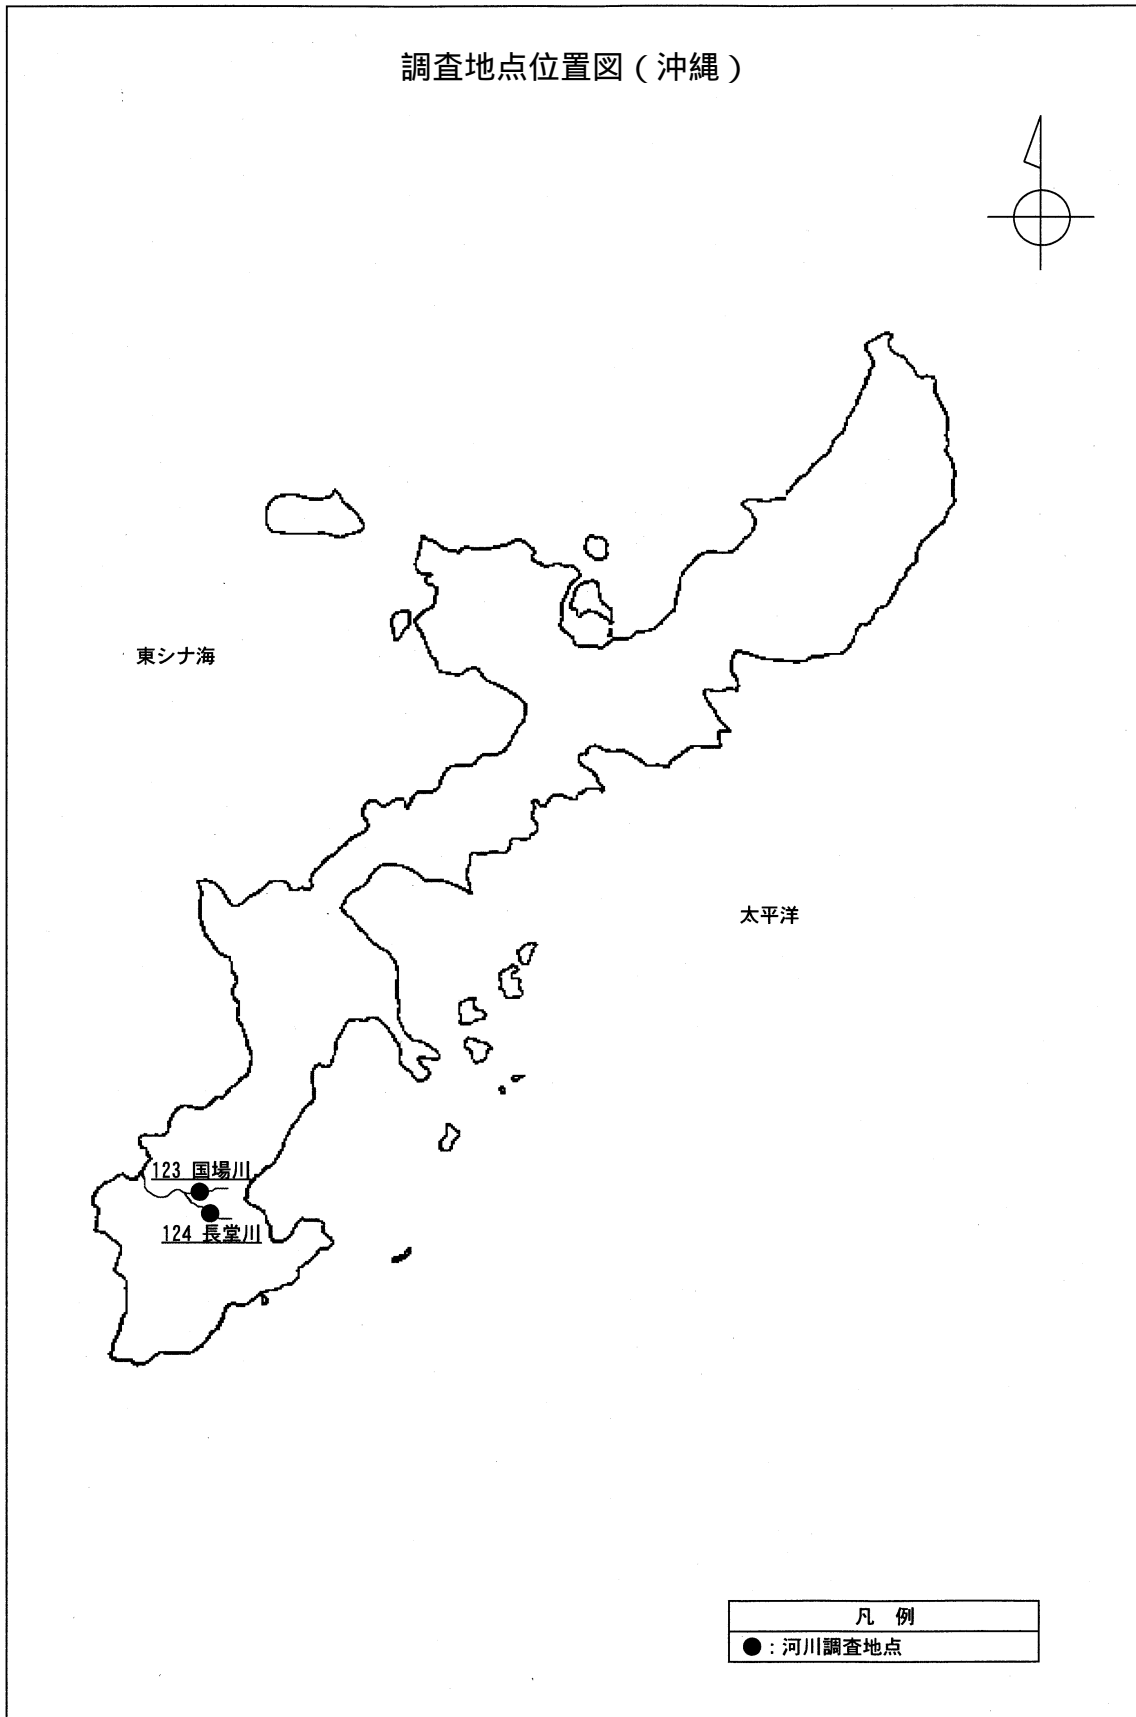 調査地点位置図（沖縄）
東シナ海
太平洋
123 国場川
124 長堂川
凡 例
●：河川調査地点